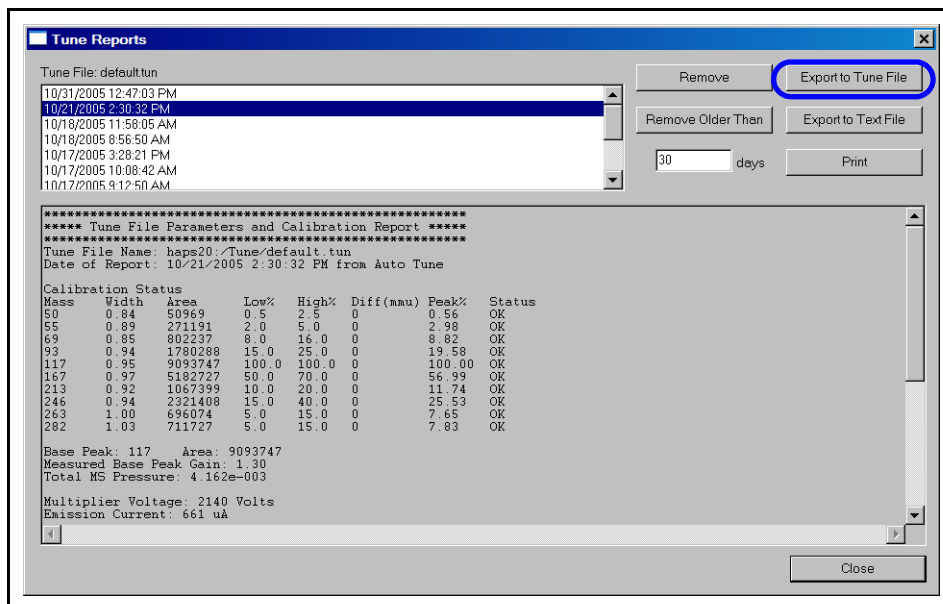 Tune Reports
Tune File: default.tun
10/31/2005 12:47:03 PM
10/21/2005 2:30:32 PM
10/18/2005 11:58:05 AM
10/18/2005 8:56:50 AM
10/17/2005 3:28:21 PM
10/17/2005 10:08:42 AM
10/17/2005 9:12:50 AM
Remove
Export to Tune File
Remove Older Than
Export to Text File
30 days
Print
*******************************************************
***** Tune File Parameters and Calibration Report *****
*******************************************************
Tune File Name: haps20:/Tune/default.tun
Date of Report: 10/21/2005 2:30:32 PM from Auto Tune
Calibration Status
Mass Width Area Low% High% Diff(mmu) Peak% Status
50 0.84 50969 0.5 2.5 0 0.56 OK
55 0.89 271191 2.0 5.0 0 2.98 OK
69 0.85 802237 8.0 16.0 0 8.82 OK
93 0.94 1780288 15.0 25.0 0 19.58 OK
117 0.95 9093747 100.0 100.0 0 100.00 OK
167 0.97 5182727 50.0 70.0 0 56.99 OK
213 0.92 1067399 10.0 20.0 0 11.74 OK
246 0.94 2321408 15.0 40.0 0 25.53 OK
263 1.00 696074 5.0 15.0 0 7.65 OK
282 1.03 711727 5.0 15.0 0 7.83 OK
Base Peak: 117 Area: 9093747
Measured Base Peak Gain: 1.30
Total MS Pressure: 4.162e-003
Multiplier Voltage: 2140 Volts
Emission Current: 661 uA
Close